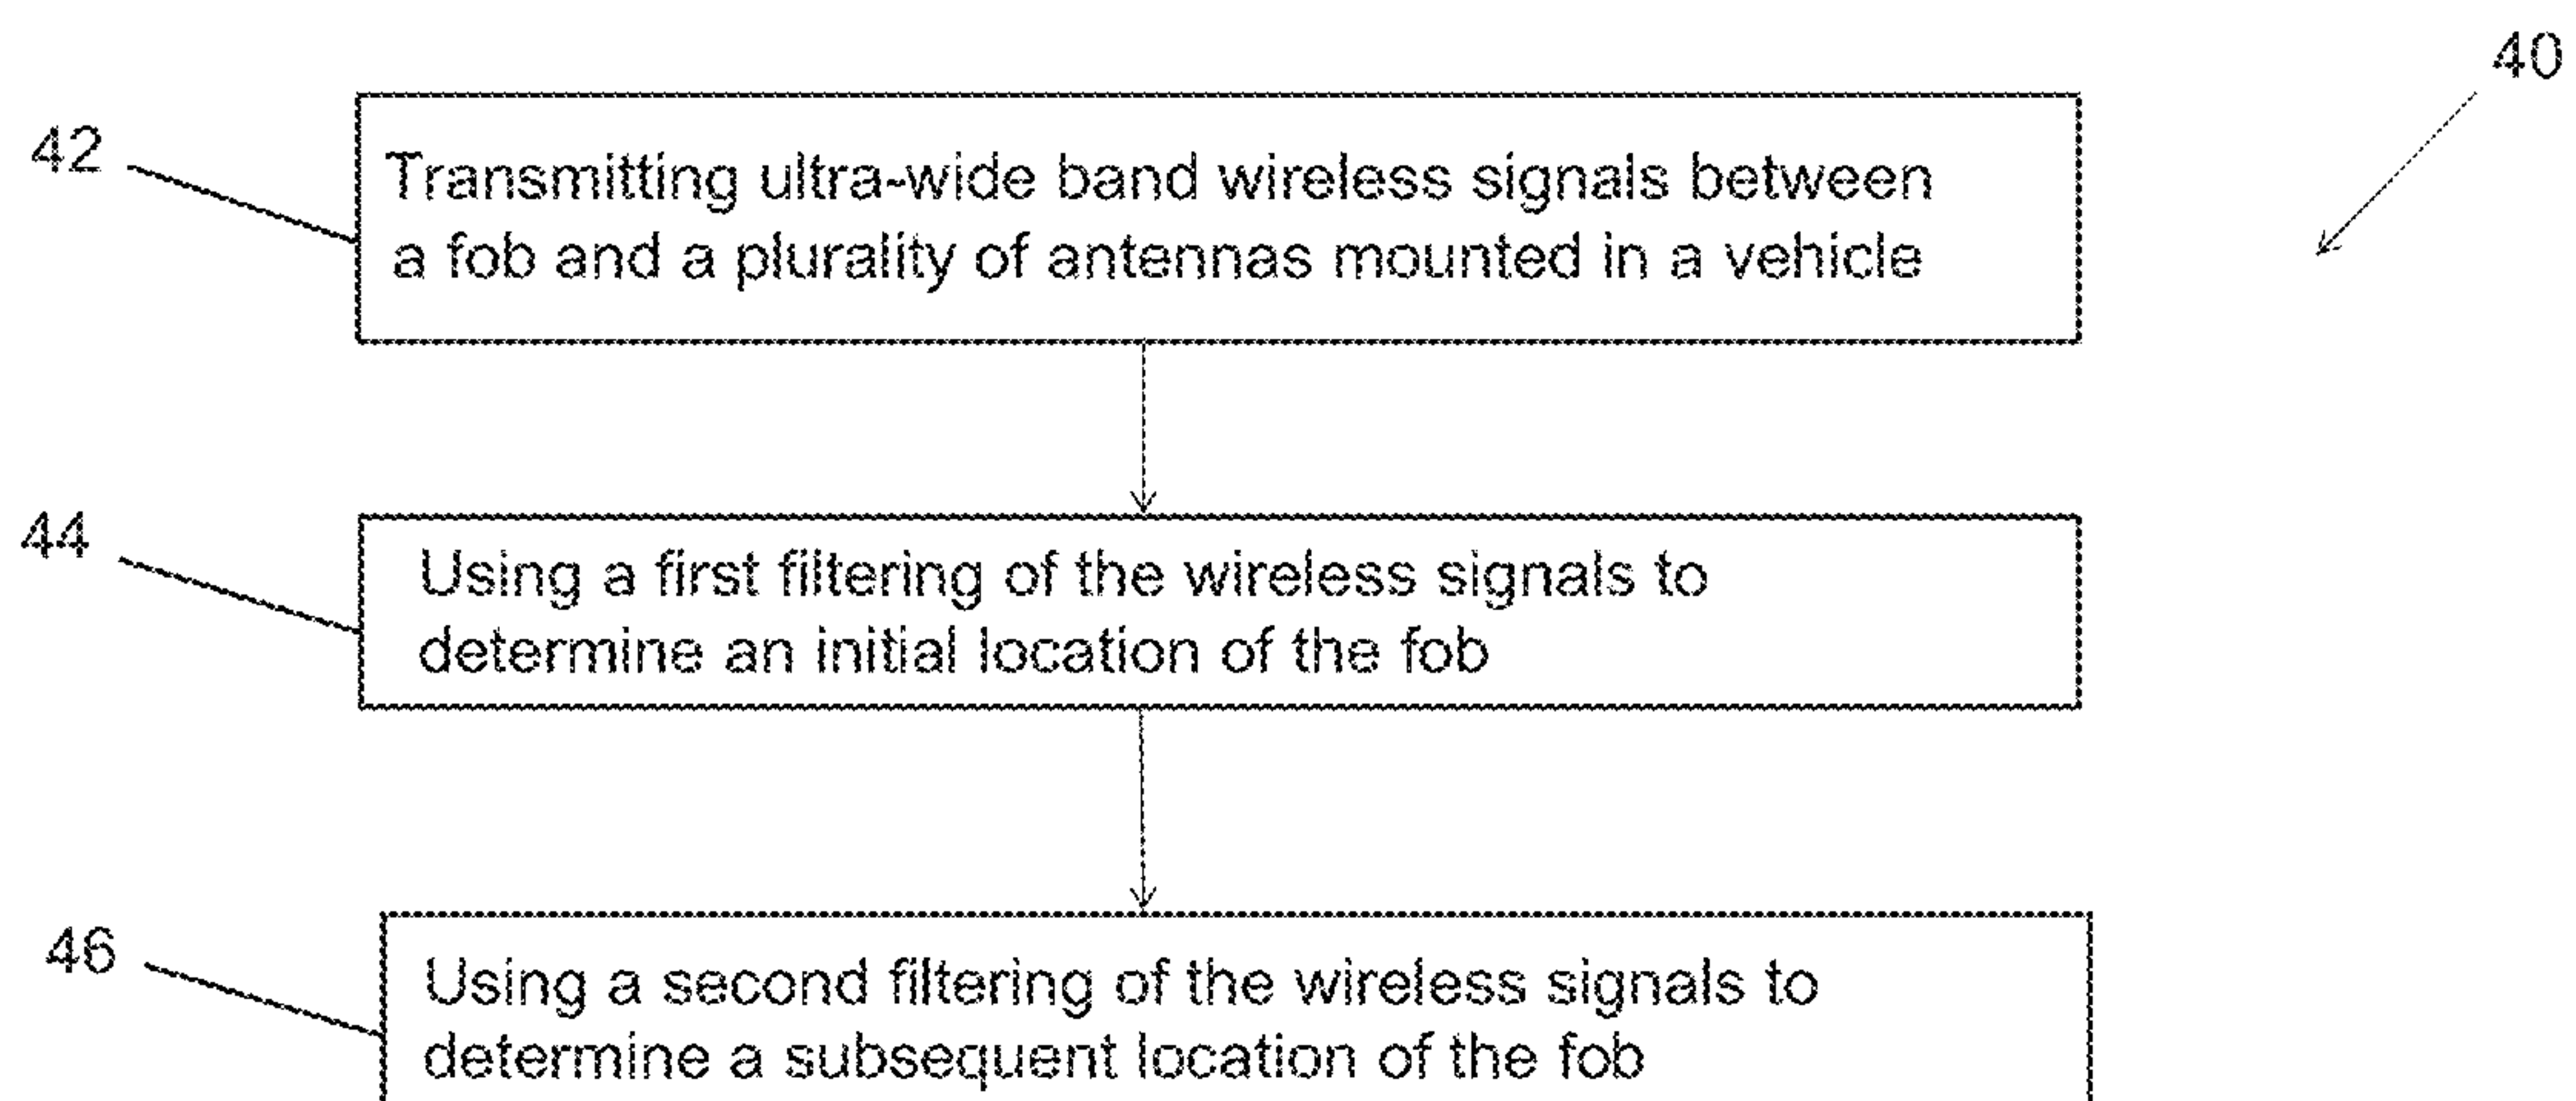 40
42
Transmitting ultra-wide band wireless signals between
a fob and a plurality of antennas mounted in a vehicle
44
Using a first filtering of the wireless signals to
determine an initial location of the fob
46
Using a second filtering of the wireless signals to
determine a subsequent location of the fob